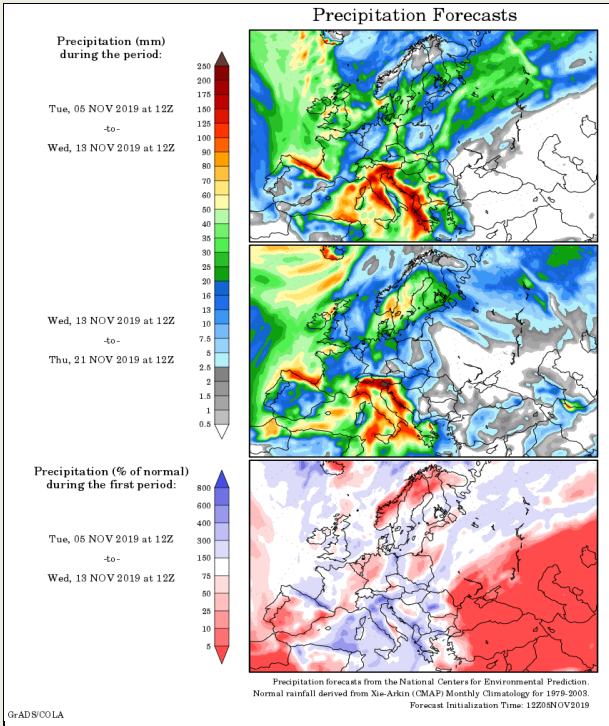 Precipitation Forecasts
Precipitation (mm)
during the period:
Tue, 05 NOV 2019 at 12Z
-to-
Wed, 13 NOV 2019 at 12Z
Wed, 13 NOV 2019 at 12Z
-to-
Thu, 21 NOV 2019 at 12Z
250
200
175
150
125
100
90
80
70
60
50
40
35
30
25
20
16
13
10
7.5
5
2.5
2
1.5
1
0.5
Precipitation (% of normal)
during the first period:
Tue, 05 NOV 2019 at 12Z
-to-
Wed, 13 NOV 2019 at 12Z
800
600
400
300
150
75
50
25
10
5
Precipitation forecasts from the National Centers for Environmental Prediction.
Normal rainfall derived from Xie-Arkin (CMAP) Monthly Climatology for 1979-2003.
Forecast Initialization Time: 12Z05NOV2019
GrADS/COLA